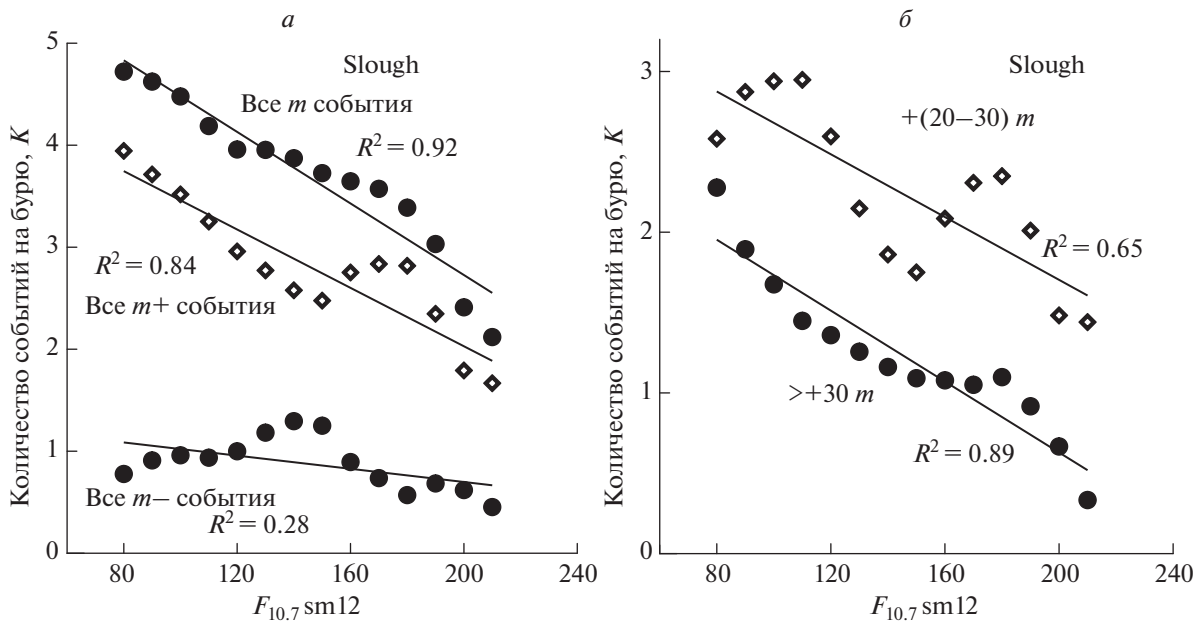 а
Количество событий на бурю, K
5
4
3
2
1
0
Slough
Все m события
R² = 0.92
R² = 0.84
Все m+ события
Все m– события
R² = 0.28
80 120 160 200 240
F10.7 sm12
б
Количество событий на бурю, K
3
2
1
0
Slough
+(20–30) m
R² = 0.65
>+30 m
R² = 0.89
80 120 160 200 240
F10.7 sm12